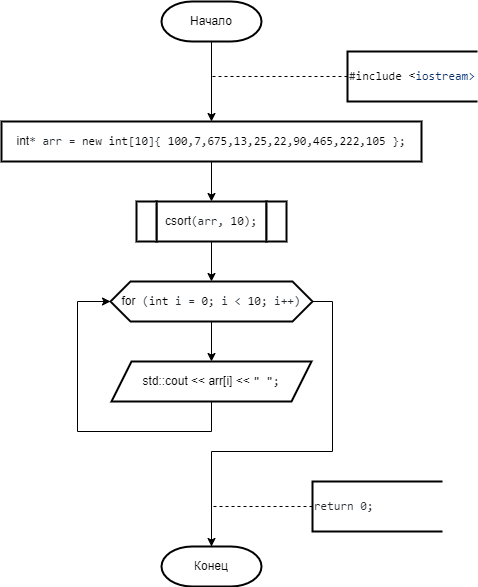 Начало
#include <iostream>
int* arr = new int[10]{ 100,7,675,13,25,22,90,465,222,105 };
csort(arr, 10);
for (int i = 0; i < 10; i++)
std::cout << arr[i] << " ";
return 0;
Конец